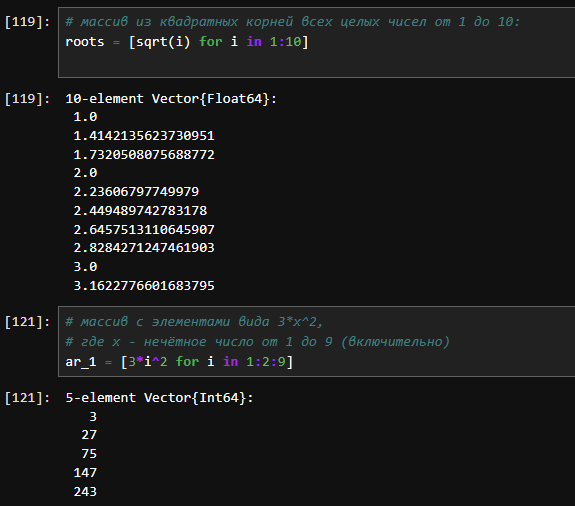 [119]: # массив из квадратных корней всех целых чисел от 1 до 10:
roots = [sqrt(i) for i in 1:10]
[119]: 10-element Vector{Float64}:
1.0
1.4142135623730951
1.7320508075688772
2.0
2.23606797749979
2.449489742783178
2.6457513110645907
2.8284271247461903
3.0
3.1622776601683795
[121]: # массив с элементами вида 3*x^2,
# где x - нечётное число от 1 до 9 (включительно)
ar_1 = [3*i^2 for i in 1:2:9]
[121]: 5-element Vector{Int64}:
3
27
75
147
243